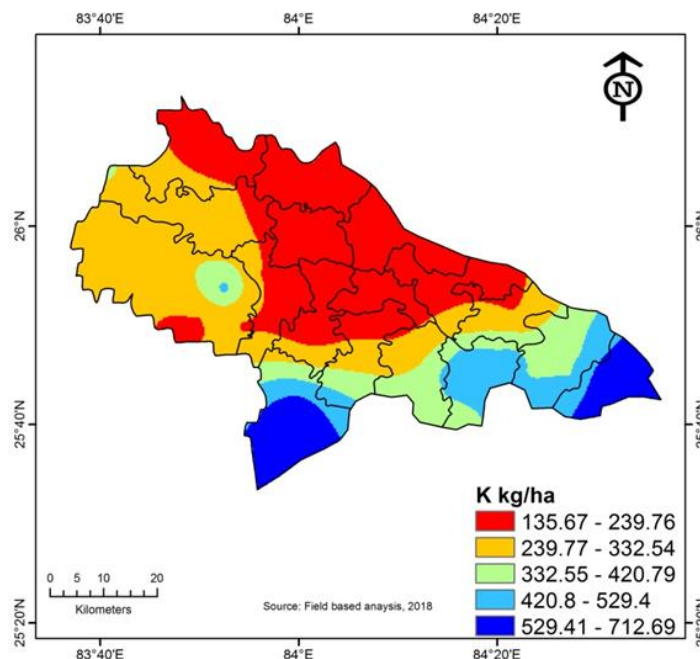 83°40'E 84°E 84°20'E
N
26°N 26°N
25°40'N 25°40'N
25°20'N 25°20'N
K kg/ha
135.67 - 239.76
239.77 - 332.54
332.55 - 420.79
420.8 - 529.4
529.41 - 712.69
0 5 10 20
Kilometers
Source: Field based anaysis, 2018
83°40'E 84°E 84°20'E